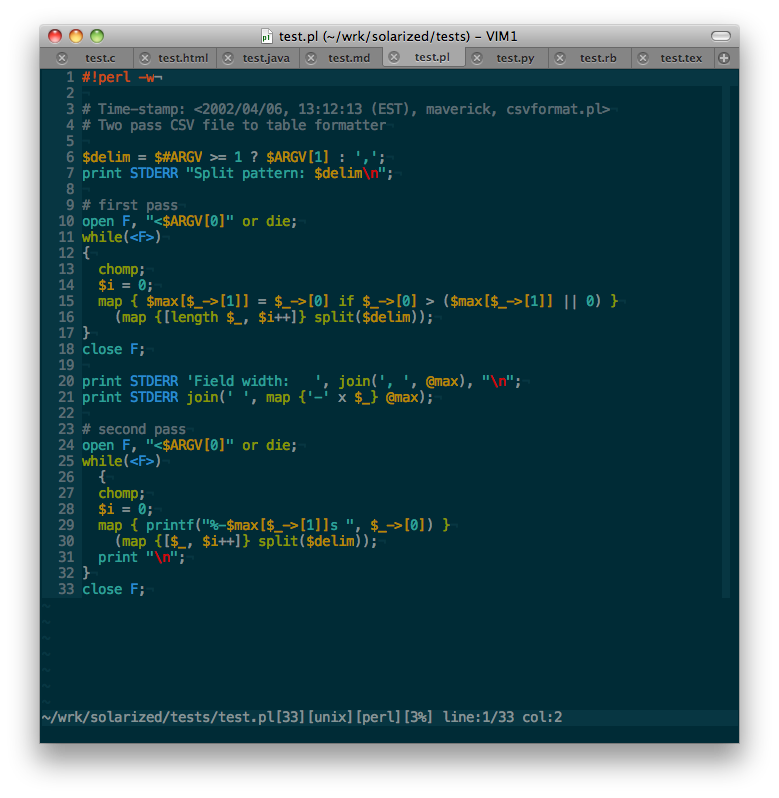 test.pl (~/wrk/solarized/tests) – VIM1
test.c test.html test.java test.md test.pl test.py test.rb test.tex
1 #!perl -w¬
2 ¬
3 # Time-stamp: <2002/04/06, 13:12:13 (EST), maverick, csvformat.pl>¬
4 # Two pass CSV file to table formatter¬
5 ¬
6 $delim = $#ARGV >= 1 ? $ARGV[1] : ',';¬
7 print STDERR "Split pattern: $delim\n";¬
8 ¬
9 # first pass¬
10 open F, "<$ARGV[0]" or die;¬
11 while(<F>)¬
12 {¬
13   chomp;¬
14   $i = 0;¬
15   map { $max[$_->[1]] = $_->[0] if $_->[0] > ($max[$_->[1]] || 0) }¬
16     (map {[length $_, $i++]} split($delim));¬
17 }¬
18 close F;¬
19 ¬
20 print STDERR 'Field width:   ', join(', ', @max), "\n";¬
21 print STDERR join(' ', map {'-' x $_} @max);¬
22 ¬
23 # second pass¬
24 open F, "<$ARGV[0]" or die;¬
25 while(<F>)¬
26   {¬
27   chomp;¬
28   $i = 0;¬
29   map { printf("%-$max[$_->[1]]s ", $_->[0]) }¬
30     (map {[$_, $i++]} split($delim));¬
31   print "\n";¬
32 }¬
33 close F;¬
~
~
~
~
~
~
~
~/wrk/solarized/tests/test.pl[33][unix][perl][3%] line:1/33 col:2